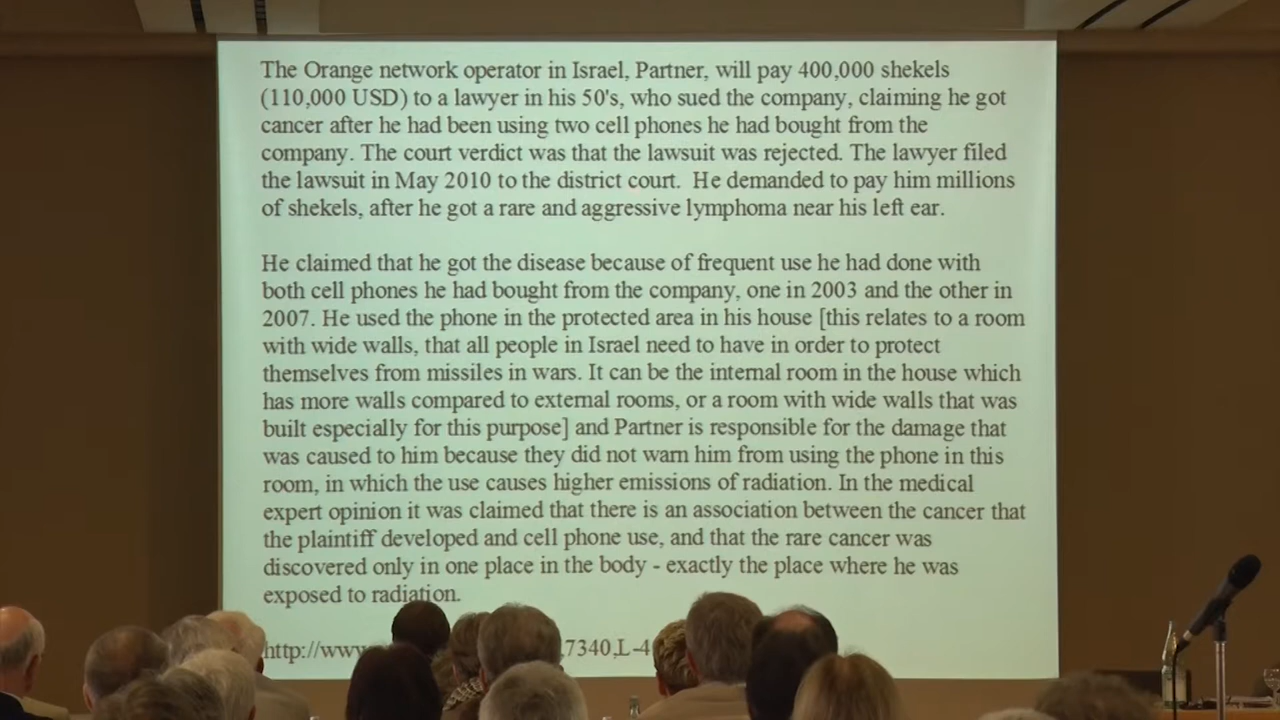 The Orange network operator in Israel, Partner, will pay 400,000 shekels
(110,000 USD) to a lawyer in his 50's, who sued the company, claiming he got
cancer after he had been using two cell phones he had bought from the
company. The court verdict was that the lawsuit was rejected. The lawyer filed
the lawsuit in May 2010 to the district court. He demanded to pay him millions
of shekels, after he got a rare and aggressive lymphoma near his left ear.
He claimed that he got the disease because of frequent use he had done with
both cell phones he had bought from the company, one in 2003 and the other in
2007. He used the phone in the protected area in his house [this relates to a room
with wide walls, that all people in Israel need to have in order to protect
themselves from missiles in wars. It can be the internal room in the house which
has more walls compared to external rooms, or a room with wide walls that was
built especially for this purpose] and Partner is responsible for the damage that
was caused to him because they did not warn him from using the phone in this
room, in which the use causes higher emissions of radiation. In the medical
expert opinion it was claimed that there is an association between the cancer that
the plaintiff developed and cell phone use, and that the rare cancer was
discovered only in one place in the body - exactly the place where he was
exposed to radiation.
http://www ,7340,L-4